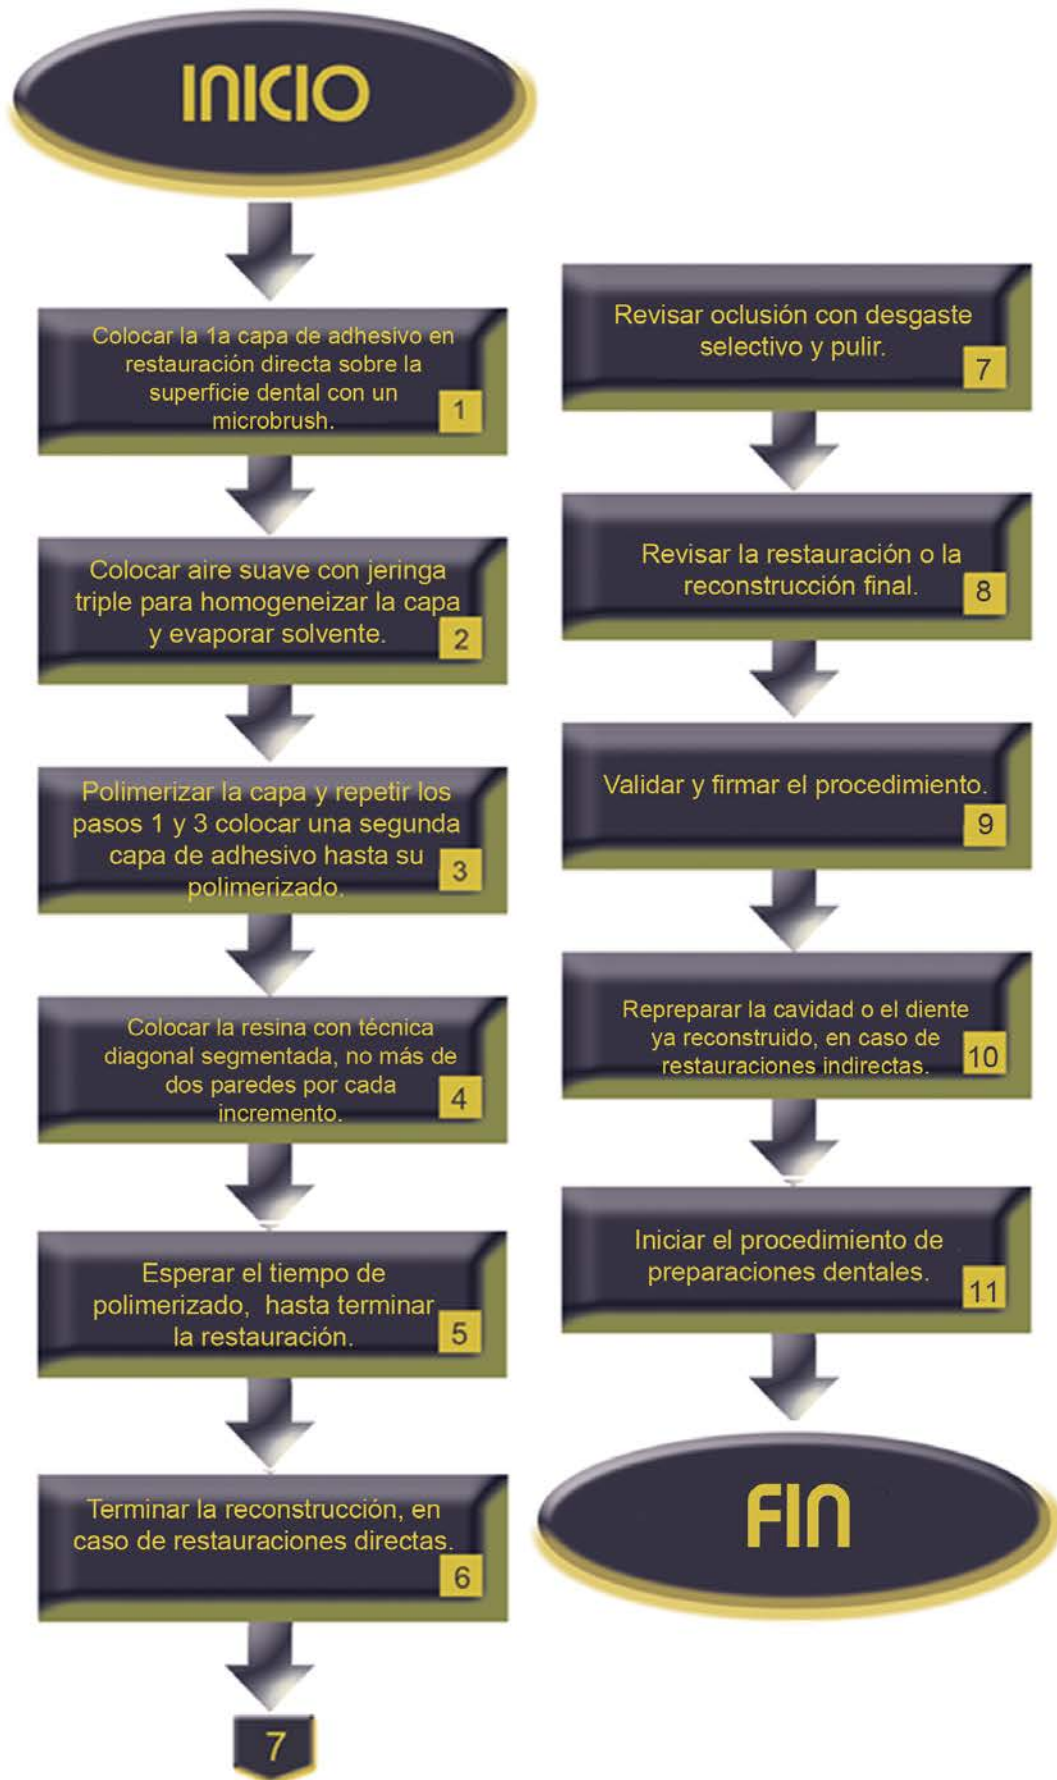 INICIO
Colocar la 1a capa de adhesivo en
restauración directa sobre la
superficie dental con un
microbrush.
1
Colocar aire suave con jeringa
triple para homogeneizar la capa
y evaporar solvente.
2
Polimerizar la capa y repetir los
pasos 1 y 3 colocar una segunda
capa de adhesivo hasta su
polimerizado.
3
Colocar la resina con técnica
diagonal segmentada, no más de
dos paredes por cada
incremento.
4
Esperar el tiempo de
polimerizado, hasta terminar
la restauración.
5
Terminar la reconstrucción, en
caso de restauraciones directas.
6
7
Revisar oclusión con desgaste
selectivo y pulir.
7
Revisar la restauración o la
reconstrucción final.
8
Validar y firmar el procedimiento.
9
Repreparar la cavidad o el diente
ya reconstruido, en caso de
restauraciones indirectas.
10
Iniciar el procedimiento de
preparaciones dentales.
11
FIN